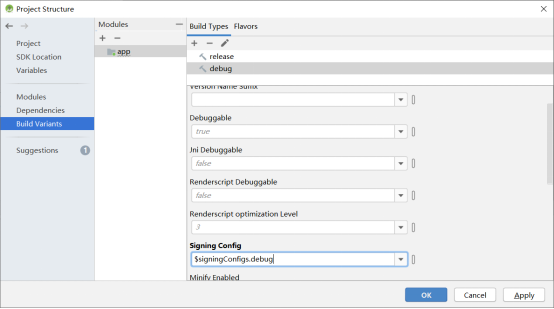 Project Structure
Modules
Build Types Flavors
Project
SDK Location
Variables
Modules
Dependencies
Build Variants
Suggestions 1
app
release
debug
Version Name Suffix
Debuggable
true
Jni Debuggable
false
Renderscript Debuggable
false
Renderscript optimization Level
3
Signing Config
$signingConfigs.debug
Minify Enabled
OK Cancel Apply